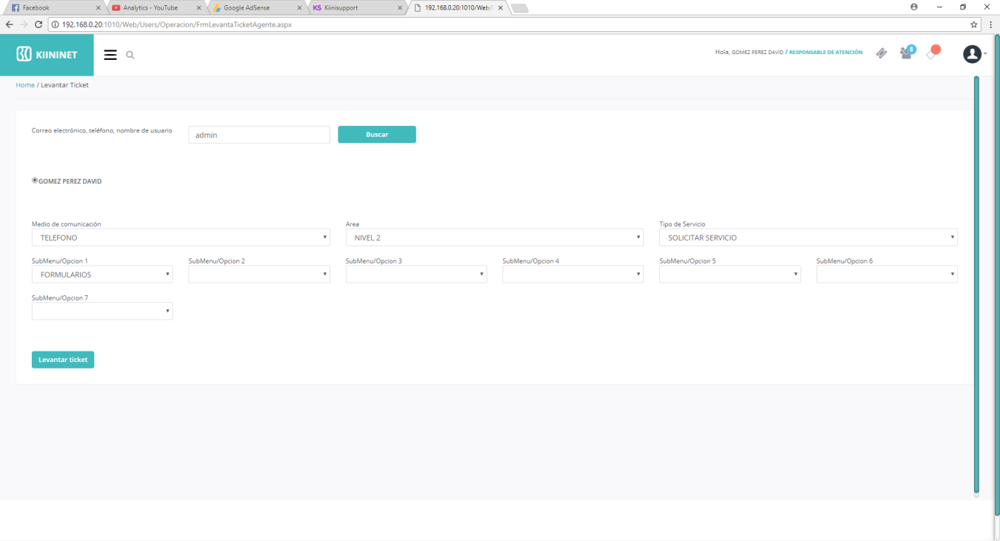 Facebook
Analytics - YouTube
Google AdSense
KS Kiinisupport
192.168.0.20:1010/Web/
192.168.0.20:1010/Web/Users/Operacion/FrmLevantaTicketAgente.aspx
KIININET
Hola, GOMEZ PEREZ DAVID / RESPONSABLE DE ATENCIÓN
Home / Levantar Ticket
Correo electrónico, teléfono, nombre de usuario
admin
Buscar
GOMEZ PEREZ DAVID
Medio de comunicación
Area
Tipo de Servicio
TELEFONO
NIVEL 2
SOLICITAR SERVICIO
SubMenu/Opcion 1
SubMenu/Opcion 2
SubMenu/Opcion 3
SubMenu/Opcion 4
SubMenu/Opcion 5
SubMenu/Opcion 6
FORMULARIOS
SubMenu/Opcion 7
Levantar ticket